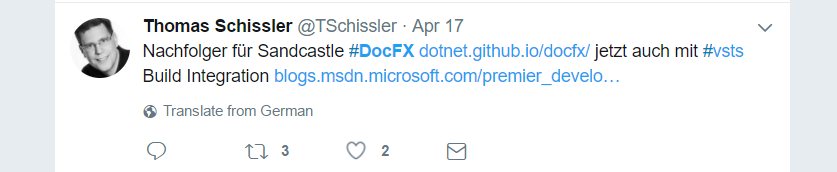 Thomas Schissler @TSchissler · Apr 17
Nachfolger für Sandcastle #DocFX dotnet.github.io/docfx/ jetzt auch mit #vsts
Build Integration blogs.msdn.microsoft.com/premier_develo…
Translate from German
3 2